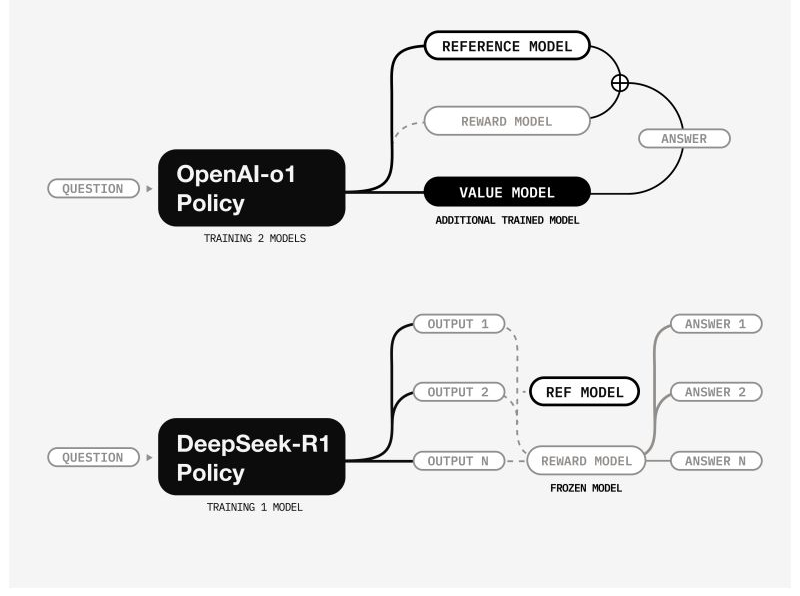 REFERENCE MODEL
REWARD MODEL
ANSWER
QUESTION
OpenAI-o1
Policy
VALUE MODEL
ADDITIONAL TRAINED MODEL
TRAINING 2 MODELS
OUTPUT 1
ANSWER 1
OUTPUT 2
REF MODEL
ANSWER 2
QUESTION
DeepSeek-R1
Policy
OUTPUT N
REWARD MODEL
ANSWER N
FROZEN MODEL
TRAINING 1 MODEL